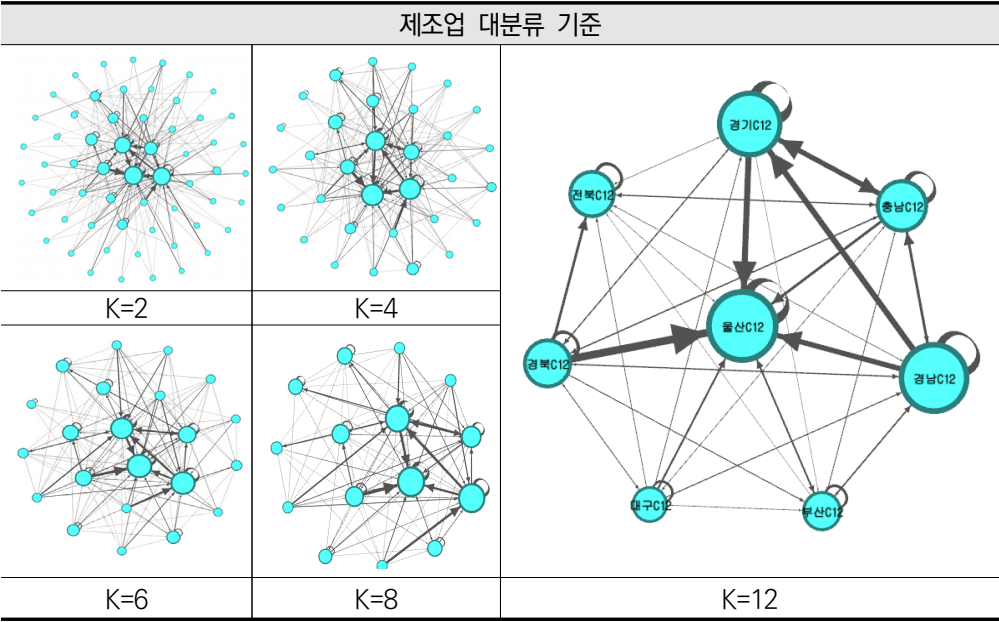 제조업 대분류 기준
K=2
K=4
K=6
K=8
경기C12
전북C12
충남C12
울산C12
경북C12
경남C12
대구C12
부산C12
K=12